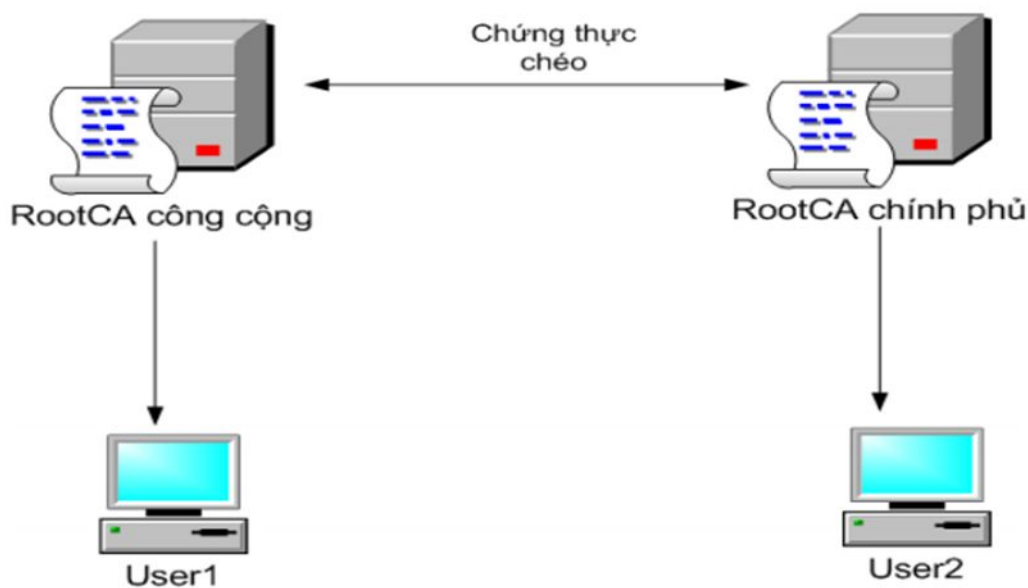 Chứng thực
chéo
RootCA công cộng
RootCA chính phủ
User1
User2